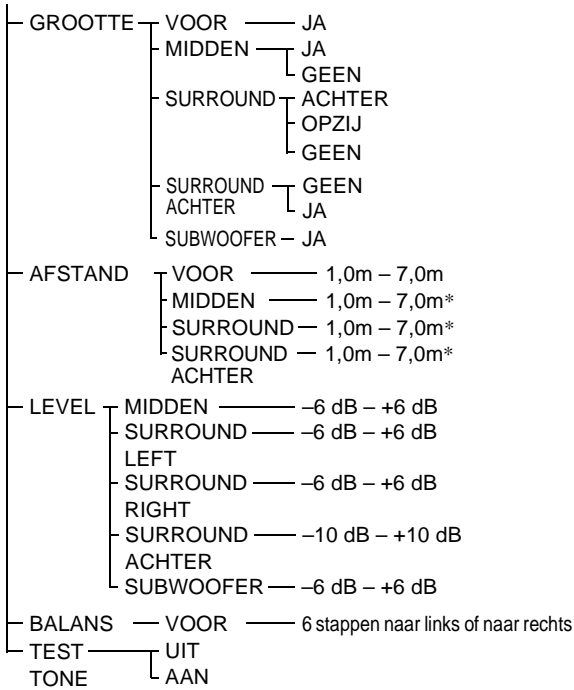 GROOTTE VOOR JA
MIDDEN JA
GEEN
SURROUND ACHTER
OPZIJ
GEEN
SURROUND GEEN
ACHTER JA
SUBWOOFER JA
AFSTAND VOOR 1,0m – 7,0m
MIDDEN 1,0m – 7,0m*
SURROUND 1,0m – 7,0m*
SURROUND 1,0m – 7,0m*
ACHTER
LEVEL MIDDEN –6 dB – +6 dB
SURROUND –6 dB – +6 dB
LEFT
SURROUND –6 dB – +6 dB
RIGHT
SURROUND –10 dB – +10 dB
ACHTER
SUBWOOFER –6 dB – +6 dB
BALANS VOOR 6 stappen naar links of naar rechts
TEST UIT
TONE AAN